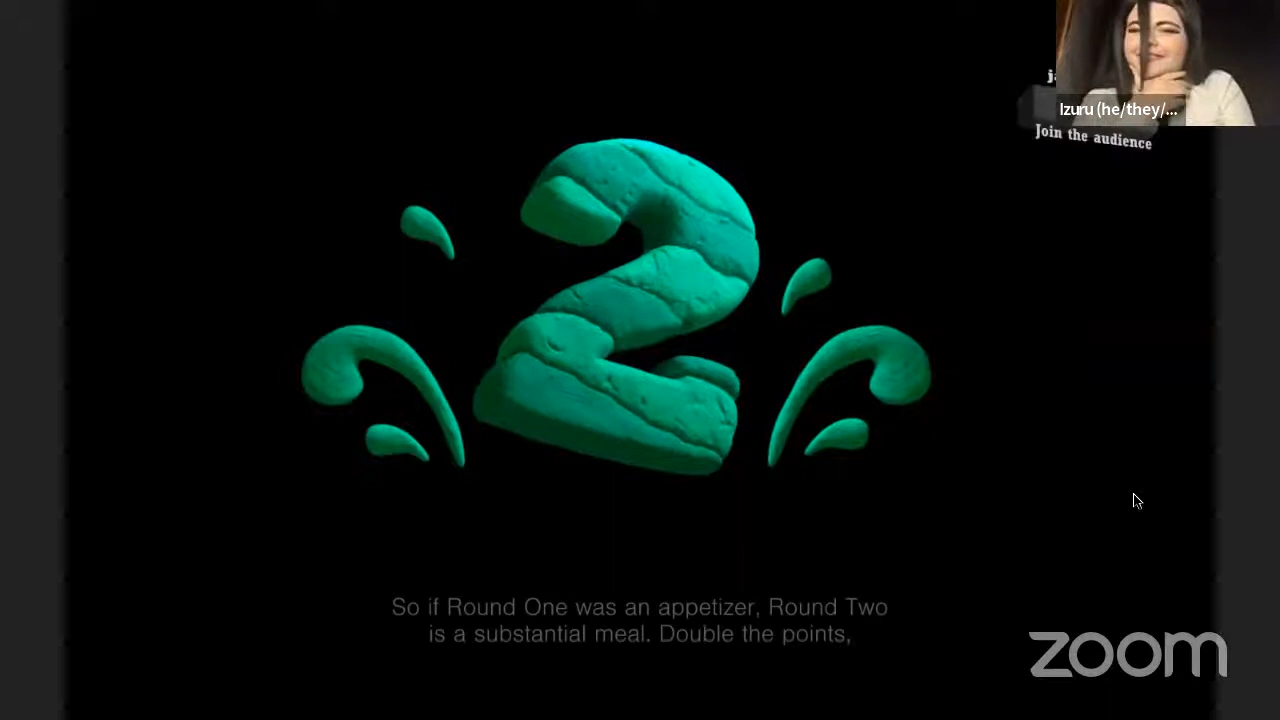 Izuru (he/they/...
Join the audience
2
So if Round One was an appetizer, Round Two
is a substantial meal. Double the points,
zoom